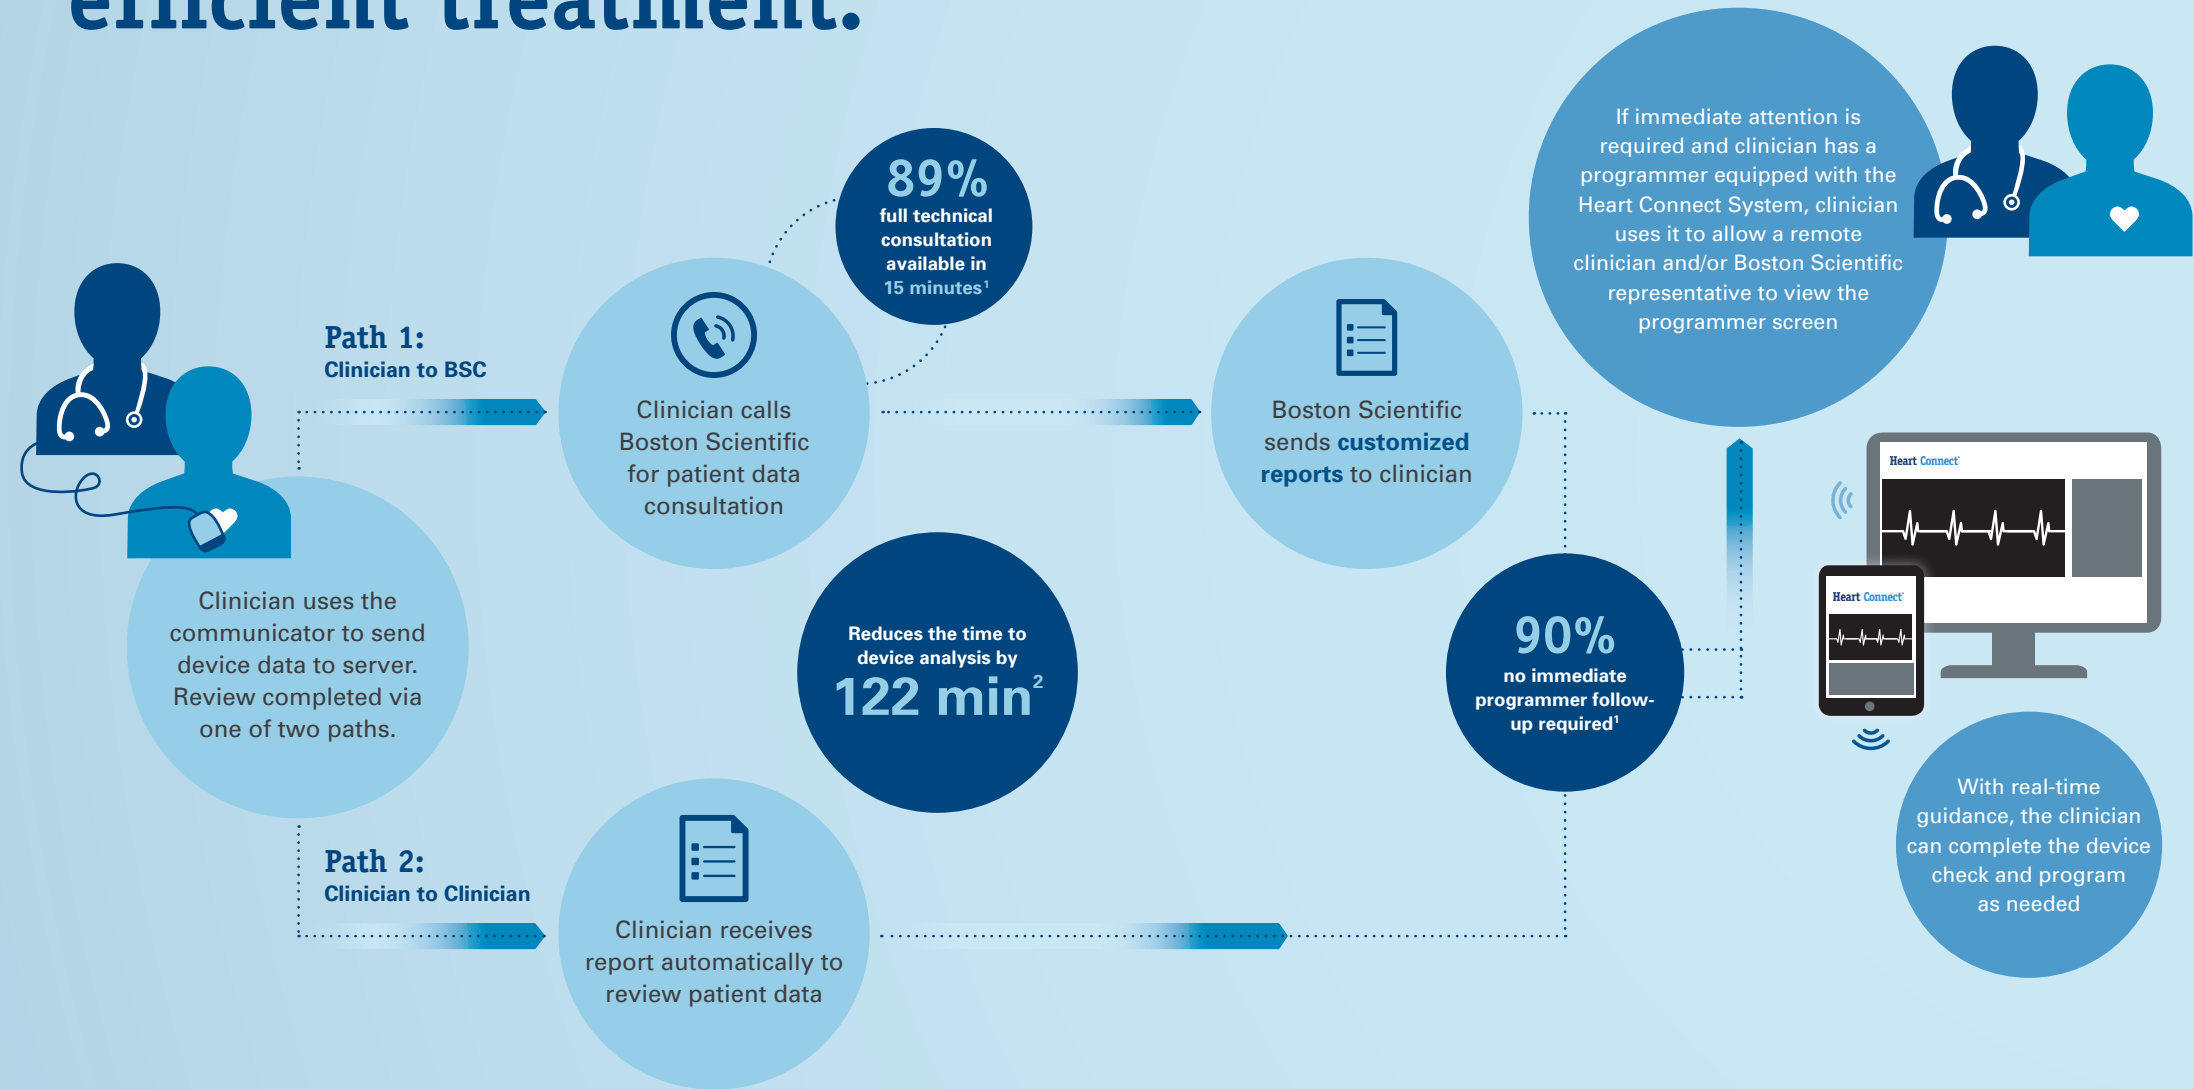 efficient treatment.
If immediate attention is
required and clinician has a
programmer equipped with the
Heart Connect System, clinician
uses it to allow a remote
clinician and/or Boston Scientific
representative to view the
programmer screen
89%
full technical
consultation
available in
15 minutes¹
Path 1:
Clinician to BSC
Clinician calls
Boston Scientific
for patient data
consultation
Boston Scientific
sends customized
reports to clinician
Heart Connect™
Heart Connect™
Clinician uses the
communicator to send
device data to server.
Review completed via
one of two paths.
Reduces the time to
device analysis by
122 min²
90%
no immediate
programmer follow-
up required¹
With real-time
guidance, the clinician
can complete the device
check and program
as needed
Path 2:
Clinician to Clinician
Clinician receives
report automatically to
review patient data